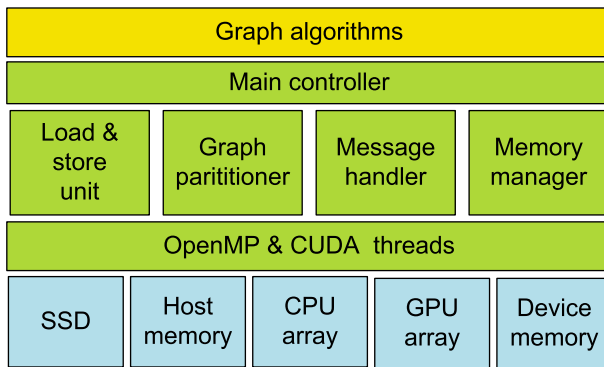 Graph algorithms
Main controller
Load &
store
unit
Graph
parititioner
Message
handler
Memory
manager
OpenMP & CUDA threads
SSD
Host
memory
CPU
array
GPU
array
Device
memory